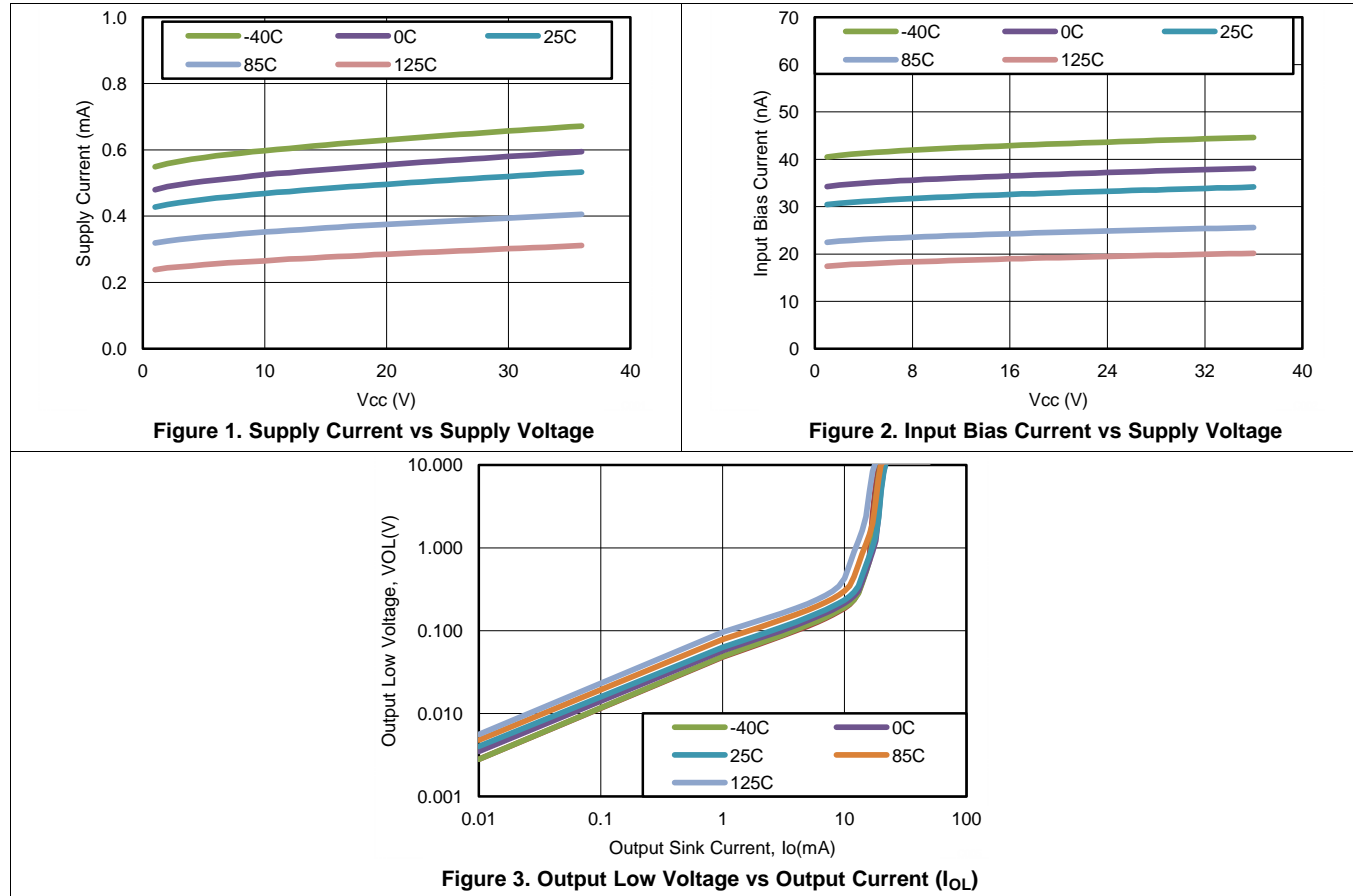 1.0
0.8
0.6
0.4
0.2
0.0
Supply Current (mA)
-40C 0C 25C
85C 125C
0 10 20 30 40
Vcc (V)
Figure 1. Supply Current vs Supply Voltage
70
60
50
40
30
20
10
0
Input Bias Current (nA)
-40C 0C 25C
85C 125C
0 8 16 24 32 40
Vcc (V)
Figure 2. Input Bias Current vs Supply Voltage
10.000
1.000
0.100
0.010
0.001
Output Low Voltage, VOL(V)
-40C 0C
25C 85C
125C
0.01 0.1 1 10 100
Output Sink Current, Io(mA)
Figure 3. Output Low Voltage vs Output Current (IOL)